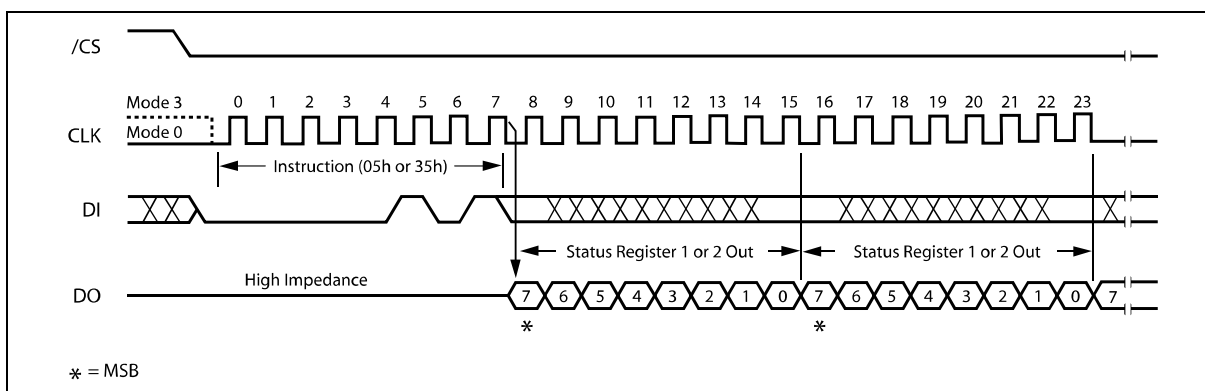 /CS
Mode 3
0 1 2 3 4 5 6 7 8 9 10 11 12 13 14 15 16 17 18 19 20 21 22 23
CLK
Mode 0
Instruction (05h or 35h)
DI
Status Register 1 or 2 Out
Status Register 1 or 2 Out
High Impedance
DO
7 6 5 4 3 2 1 0 7 6 5 4 3 2 1 0 7
* *
* = MSB